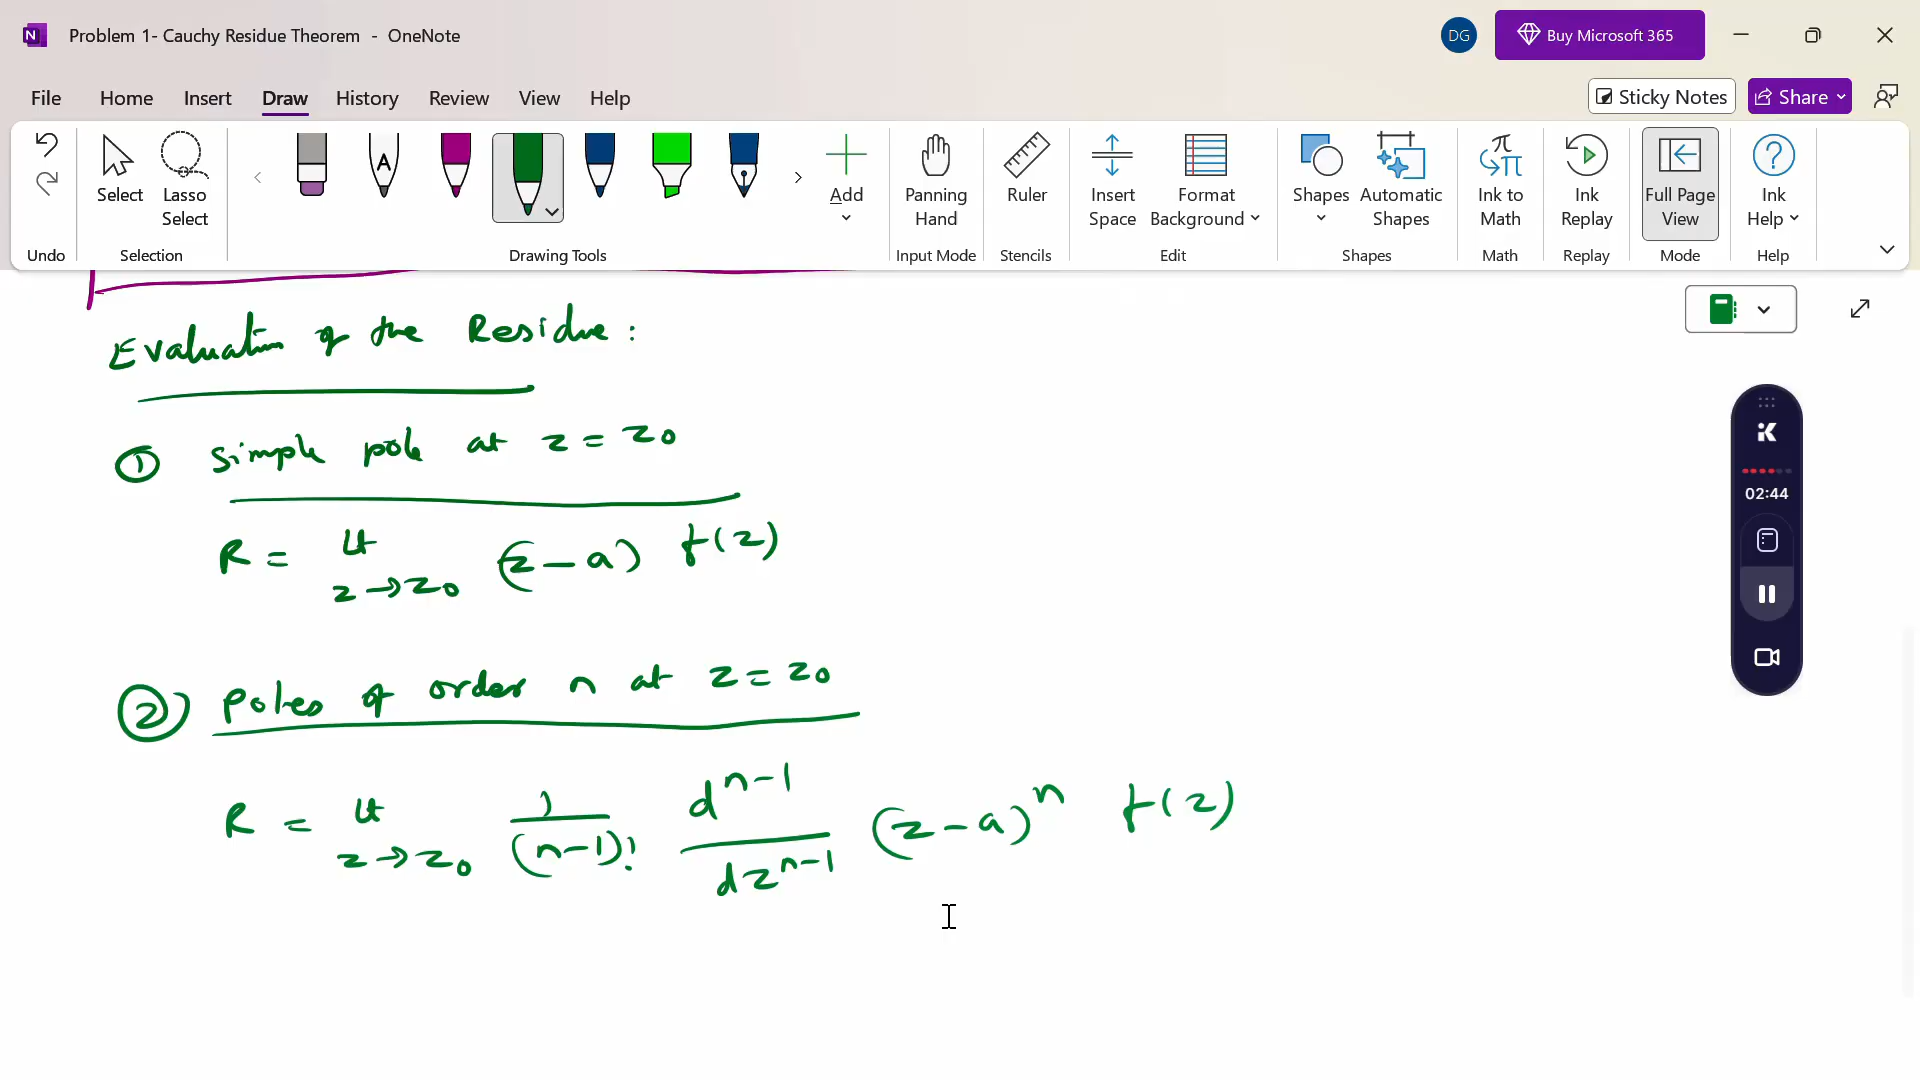 Problem 1- Cauchy Residue Theorem - OneNote
DG
Buy Microsoft 365
File Home Insert Draw History Review View Help
Sticky Notes
Share
Select
Lasso Select
A
Add
Panning Hand
Ruler
Insert Space
Format Background
Shapes
Automatic Shapes
Ink to Math
Ink Replay
Full Page View
Ink Help
Undo Selection Drawing Tools Input Mode Stencils Edit Shapes Math Replay Mode Help
Evaluation of the Residue:
① Simple pole at z = z₀
R = lt z→z₀ (z-a) f(z)
② Poles of order n at z = z₀
R = lt z→z₀ 1/(n-1)! d^(n-1)/dz^(n-1) (z-a)^n f(z)
02:44